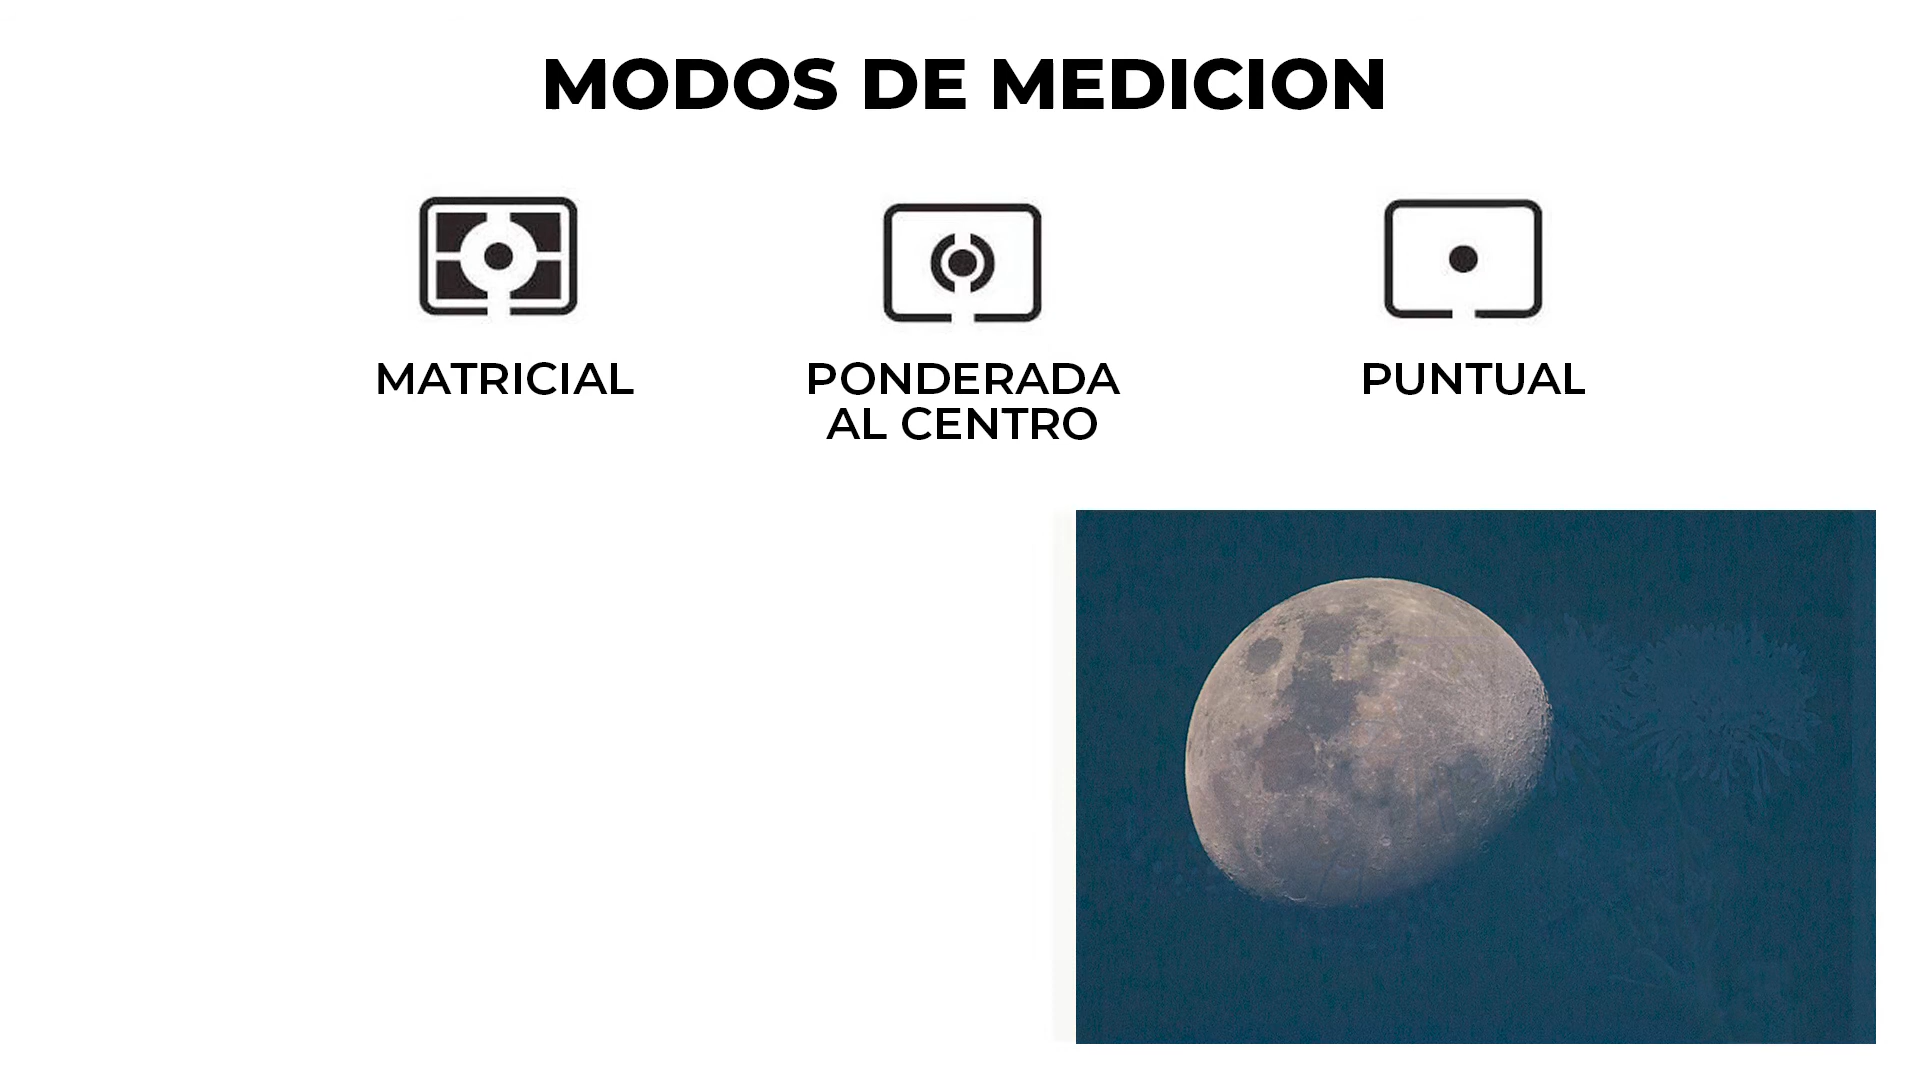 MODOS DE MEDICION
MATRICIAL
PONDERADA
AL CENTRO
PUNTUAL